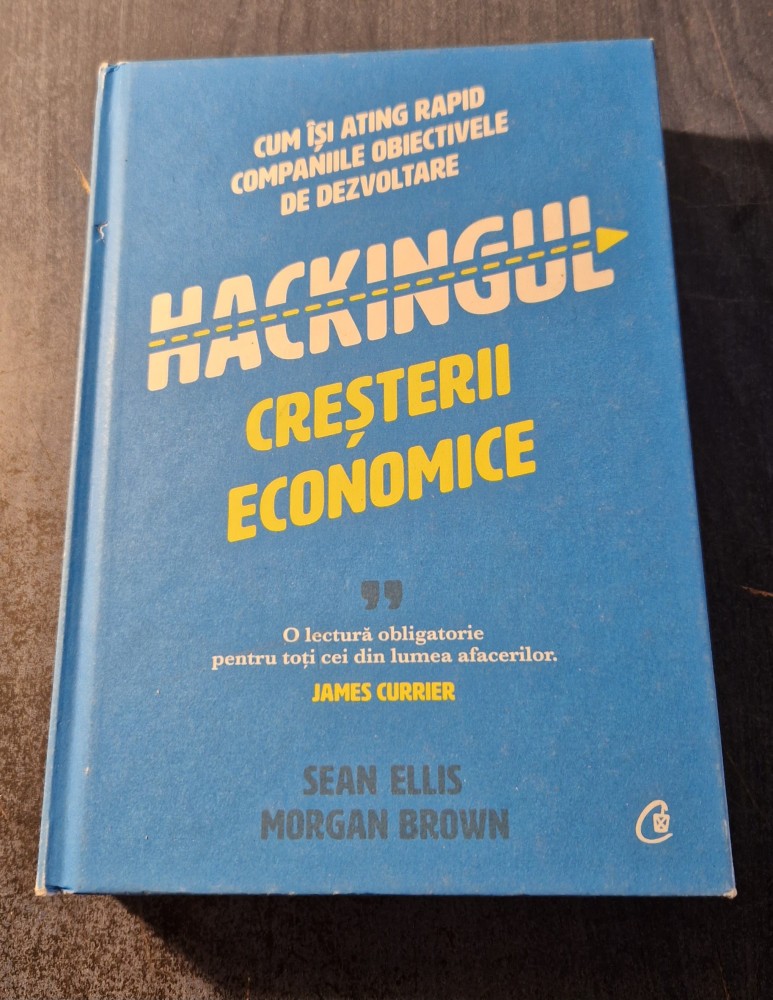 CUM ÎȘI ATING RAPID
COMPANIILE OBIECTIVELE
DE DEZVOLTARE
HACKINGUL
CREȘTERII
ECONOMICE
”
O lectură obligatorie
pentru toți cei din lumea afacerilor.
JAMES CURRIER
SEAN ELLIS
MORGAN BROWN